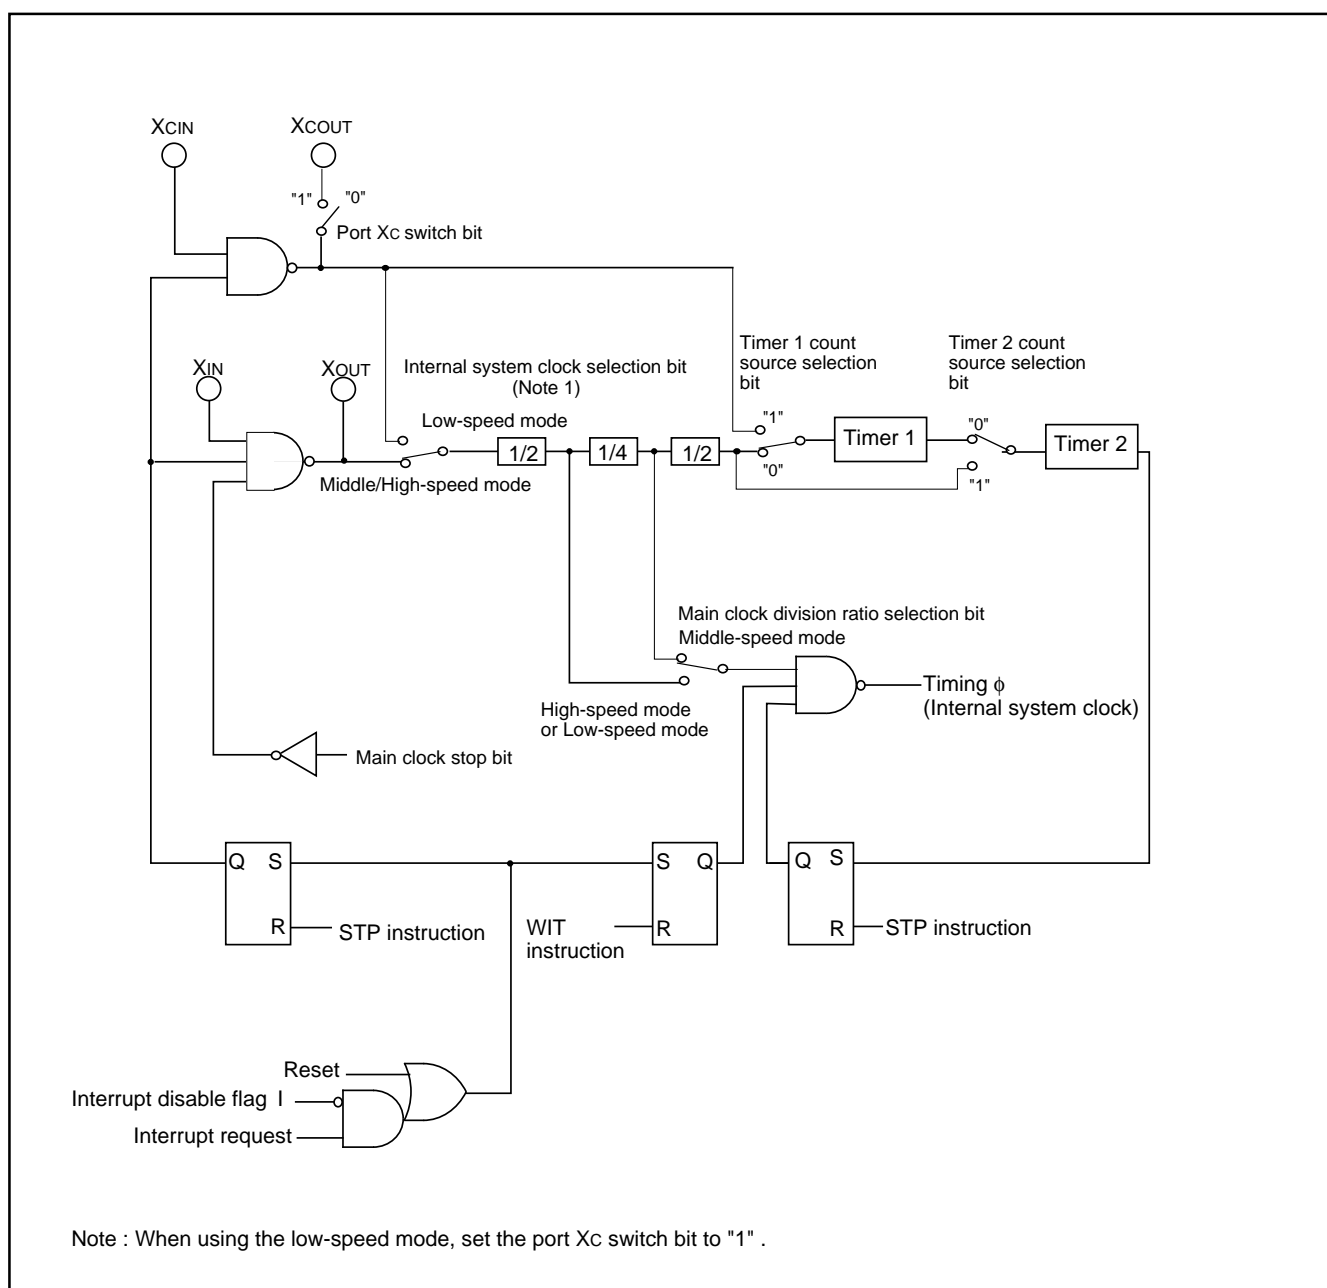 XCIN
XCOUT
"1"
"0"
Port XC switch bit
XIN
XOUT
Internal system clock selection bit
(Note 1)
Low-speed mode
Middle/High-speed mode
1/2
1/4
1/2
Timer 1 count
source selection
bit
"1"
"0"
Timer 1
Timer 2 count
source selection
bit
"0"
"1"
Timer 2
Main clock division ratio selection bit
Middle-speed mode
High-speed mode
or Low-speed mode
Timing ϕ
(Internal system clock)
Main clock stop bit
Q S
R
STP instruction
S Q
R
WIT
instruction
Q S
R
STP instruction
Reset
Interrupt disable flag I
Interrupt request
Note : When using the low-speed mode, set the port XC switch bit to "1" .